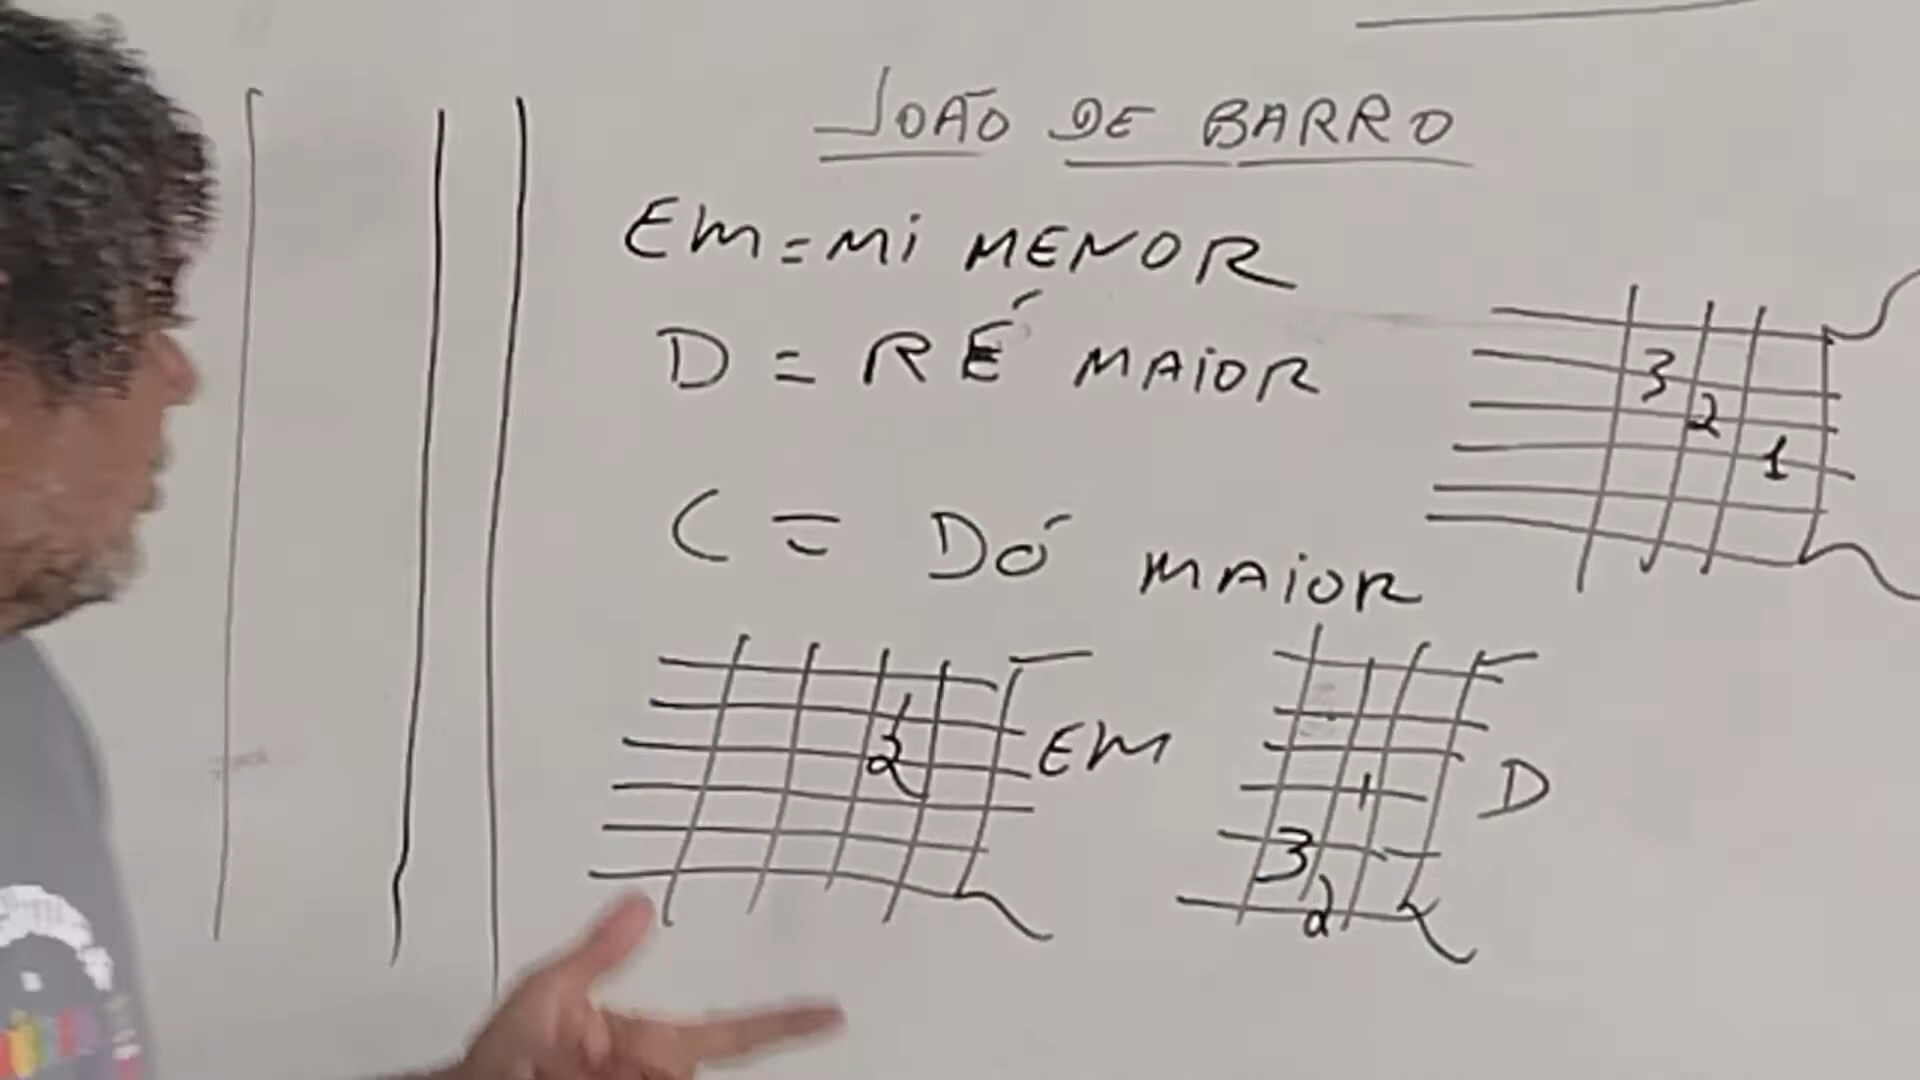 JOÃO DE BARRO
EM = Mi MENOR
D = RÉ MAiOR
C = DÓ MAiOR
3
2
1
2
EM
1
3
2
D